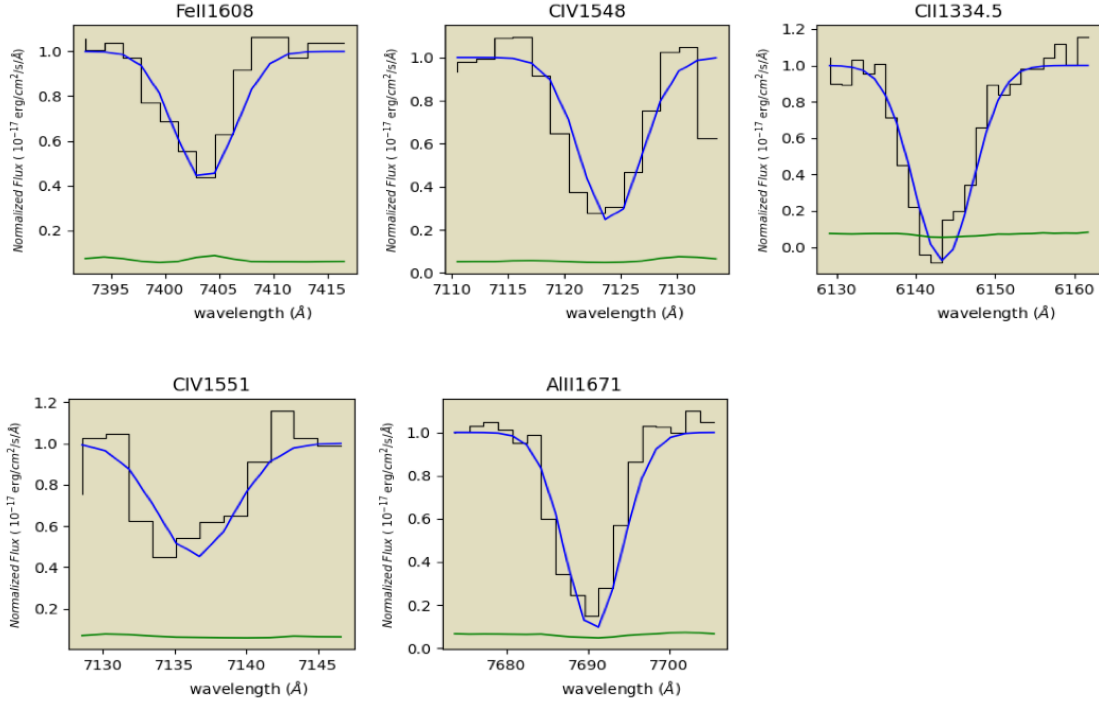 FeII1608
CIV1548
CII1334.5
Normalized Flux ( 10⁻¹⁷ erg/cm²/s/Å)
1.0
0.8
0.6
0.4
0.2
7395 7400 7405 7410 7415
wavelength (Å)
Normalized Flux ( 10⁻¹⁷ erg/cm²/s/Å)
1.0
0.8
0.6
0.4
0.2
0.0
7110 7115 7120 7125 7130
wavelength (Å)
Normalized Flux ( 10⁻¹⁷ erg/cm²/s/Å)
1.2
1.0
0.8
0.6
0.4
0.2
0.0
6130 6140 6150 6160
wavelength (Å)
CIV1551
AlII1671
Normalized Flux ( 10⁻¹⁷ erg/cm²/s/Å)
1.2
1.0
0.8
0.6
0.4
0.2
7130 7135 7140 7145
wavelength (Å)
Normalized Flux ( 10⁻¹⁷ erg/cm²/s/Å)
1.0
0.8
0.6
0.4
0.2
0.0
7680 7690 7700
wavelength (Å)